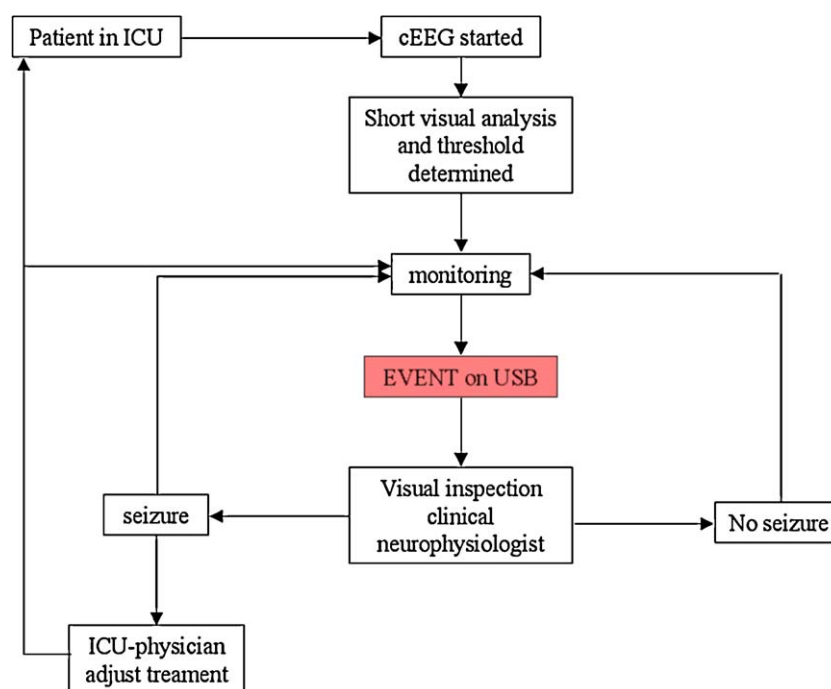 Patient in ICU
cEEG started
Short visual analysis
and threshold
determined
monitoring
EVENT on USB
Visual inspection
clinical
neurophysiologist
seizure
No seizure
ICU-physician
adjust treament